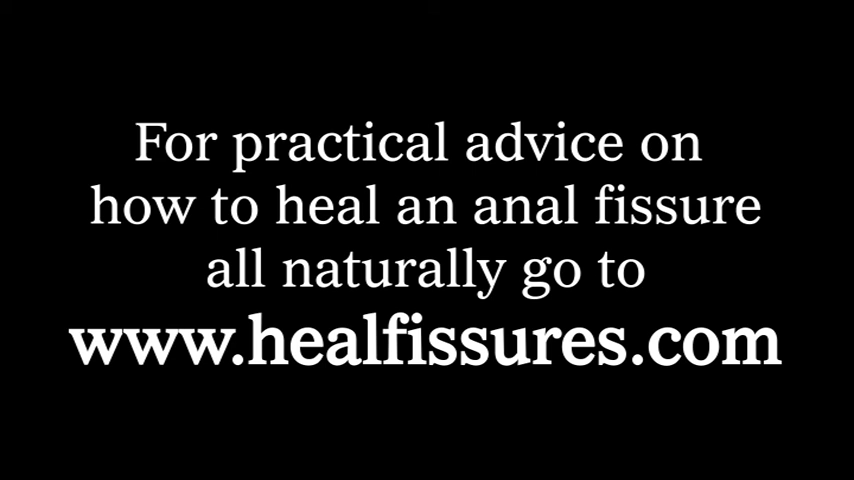 For practical advice on
how to heal an anal fissure
all naturally go to
www.healfissures.com